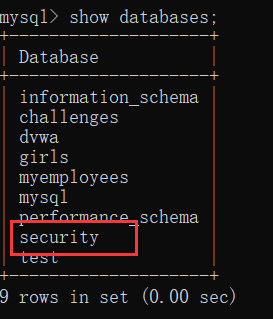 mysql> show databases;
+--------------------+
| Database           |
+--------------------+
| information_schema |
| challenges         |
| dvwa               |
| girls              |
| myemployees        |
| mysql              |
| performance_schema |
| security           |
| test               |
+--------------------+
9 rows in set (0.00 sec)